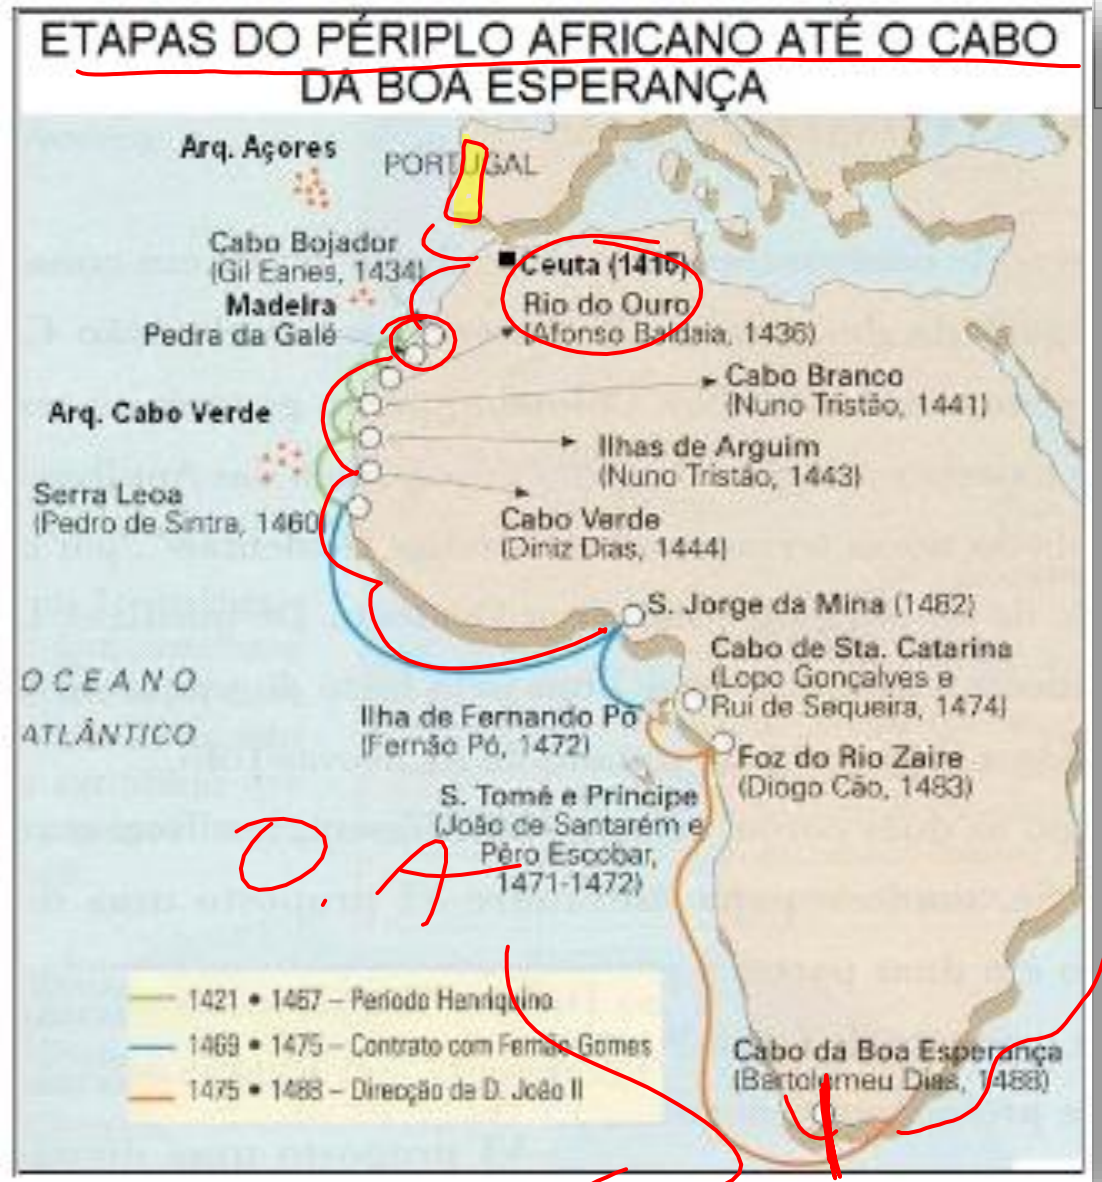 ETAPAS DO PÉRIPLO AFRICANO ATÉ O CABO
DA BOA ESPERANÇA
Arq. Açores
PORTUGAL
Cabo Bojador
(Gil Eanes, 1434)
Ceuta (1415)
Madeira
Rio do Ouro
Pedra da Galé
(Afonso Baldaia, 1436)
Cabo Branco
(Nuno Tristão, 1441)
Arq. Cabo Verde
Ilhas de Arguim
(Nuno Tristão, 1443)
Serra Leoa
(Pedro de Sintra, 1460)
Cabo Verde
(Diniz Dias, 1444)
S. Jorge da Mina (1482)
Cabo de Sta. Catarina
(Lopo Gonçalves e
Rui de Sequeira, 1474)
OCEANO
ATLÂNTICO
Ilha de Fernando Pó
(Fernão Pó, 1472)
Foz do Rio Zaire
(Diogo Cão, 1483)
S. Tomé e Príncipe
(João de Santarém e
Pêro Escobar,
1471-1472)
O. A
1421 • 1467 – Período Henriquino
1469 • 1475 – Contrato com Fernão Gomes
1475 • 1488 – Direcção de D. João II
Cabo da Boa Esperança
(Bartolomeu Dias, 1488)